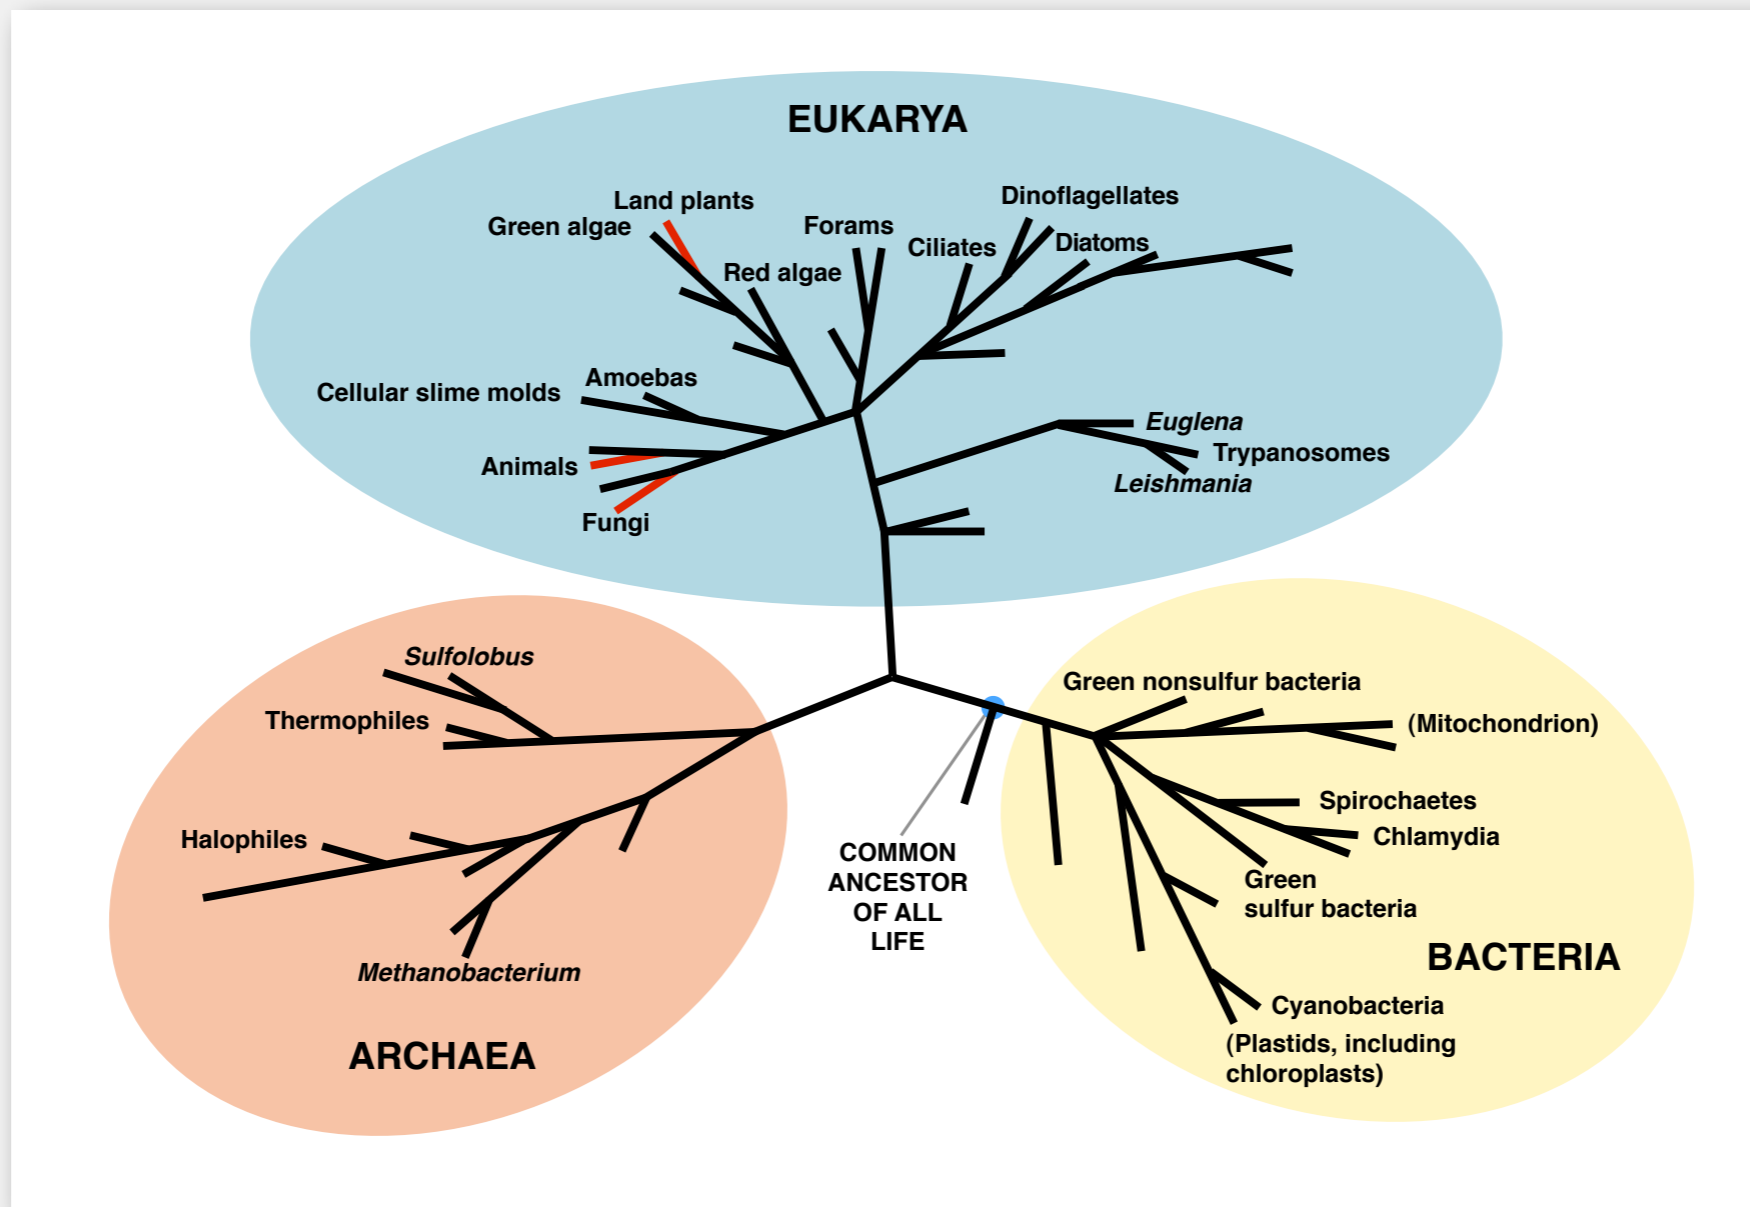 EUKARYA
Land plants
Green algae
Red algae
Forams
Ciliates
Dinoflagellates
Diatoms
Cellular slime molds
Amoebas
Animals
Fungi
Euglena
Trypanosomes
Leishmania
Sulfolobus
Thermophiles
Halophiles
Methanobacterium
ARCHAEA
COMMON
ANCESTOR
OF ALL
LIFE
Green nonsulfur bacteria
(Mitochondrion)
Spirochaetes
Chlamydia
Green
sulfur bacteria
BACTERIA
Cyanobacteria
(Plastids, including
chloroplasts)